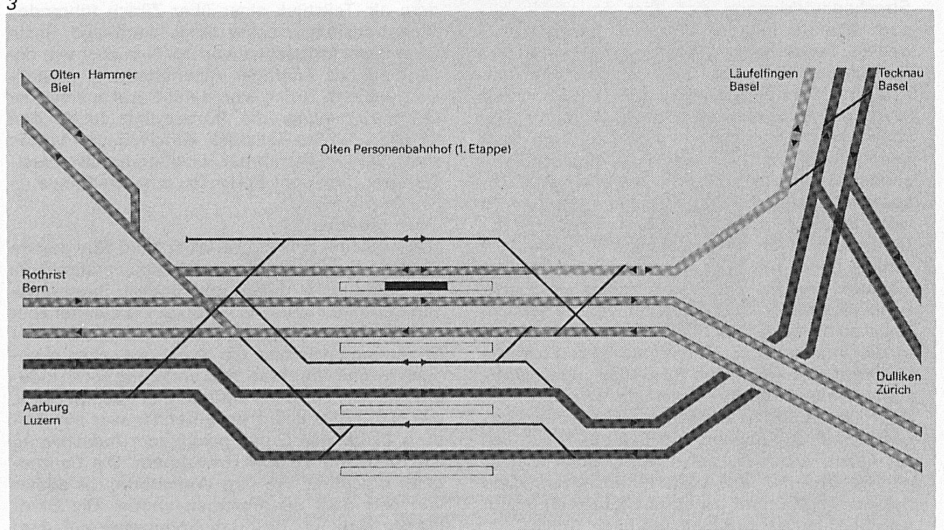 3
Olten Hammer
Biel
Läufelfingen
Basel
Tecknau
Basel
Olten Personenbahnhof (1. Etappe)
Rothrist
Bern
Dulliken
Zürich
Aarburg
Luzern